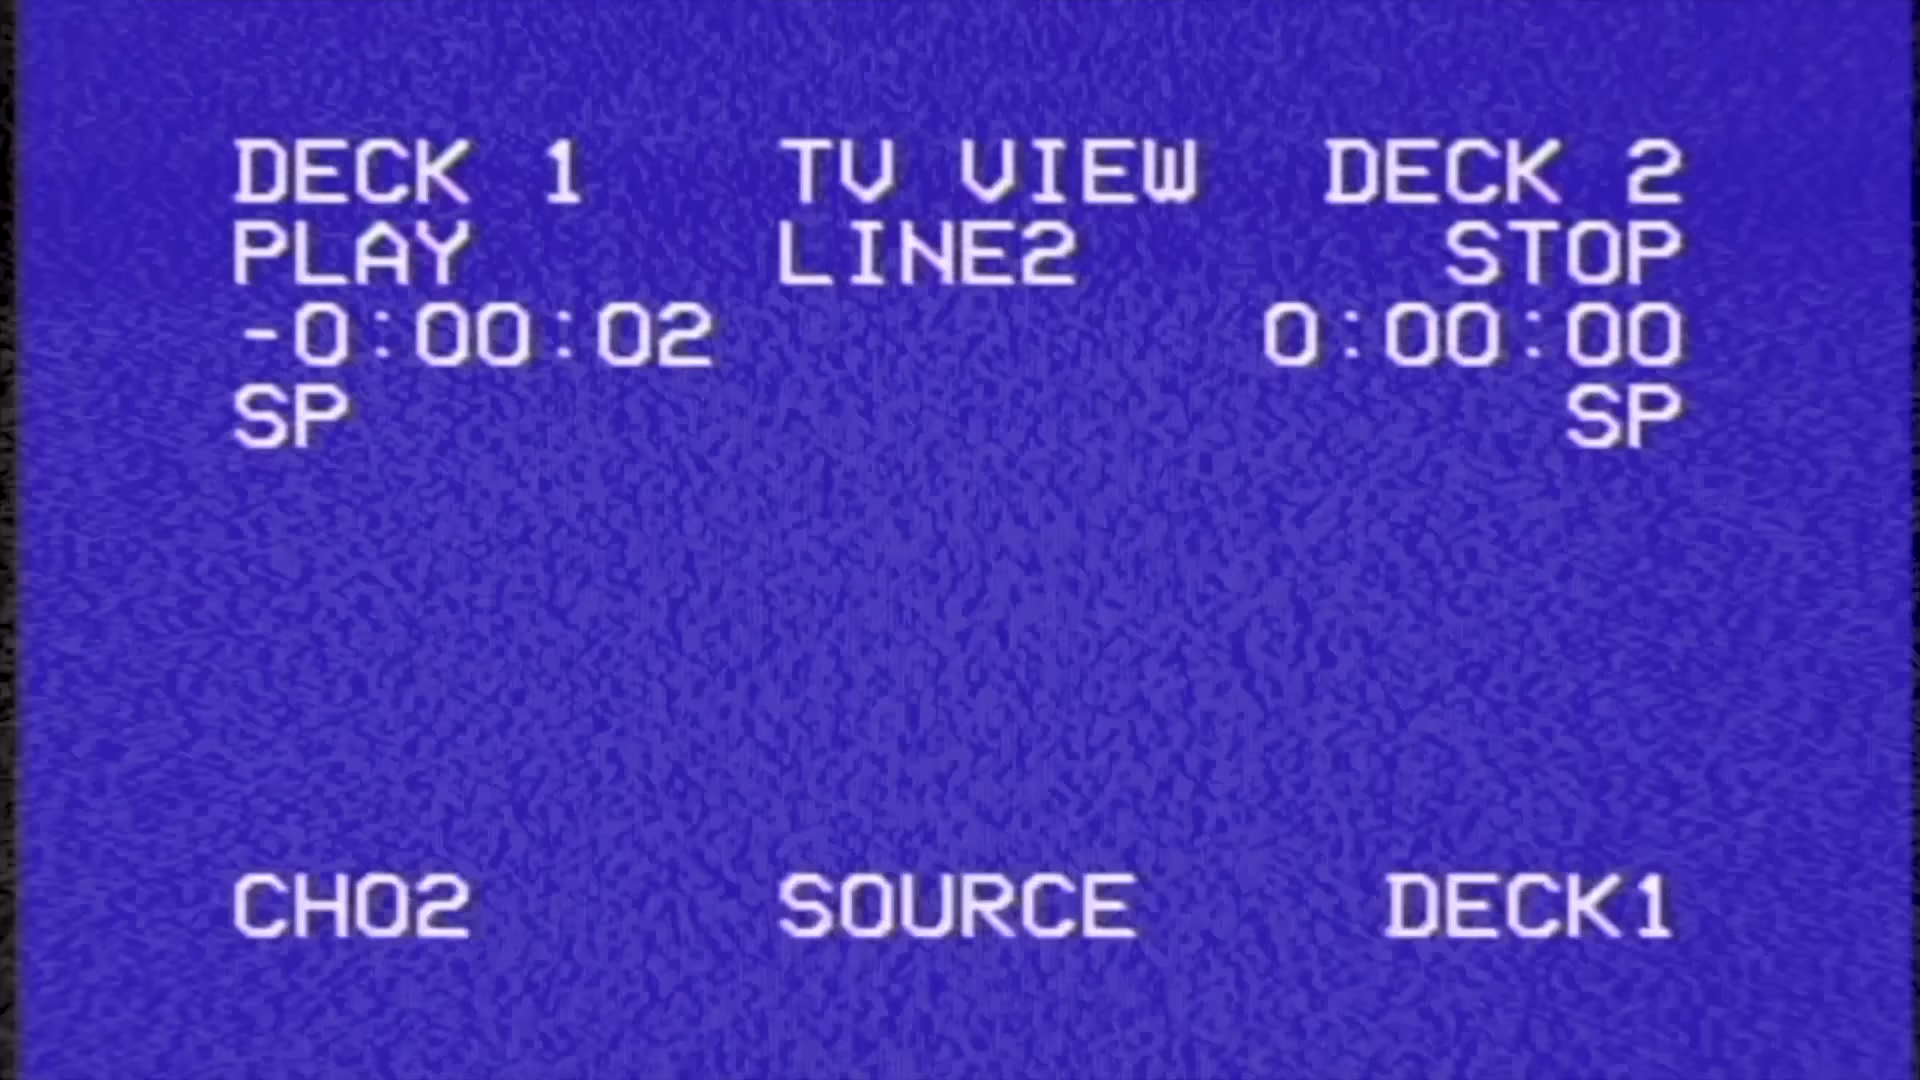 DECK 1 TV VIEW DECK 2
PLAY LINE2 STOP
-0:00:02 0:00:00
SP SP
CH02 SOURCE DECK1